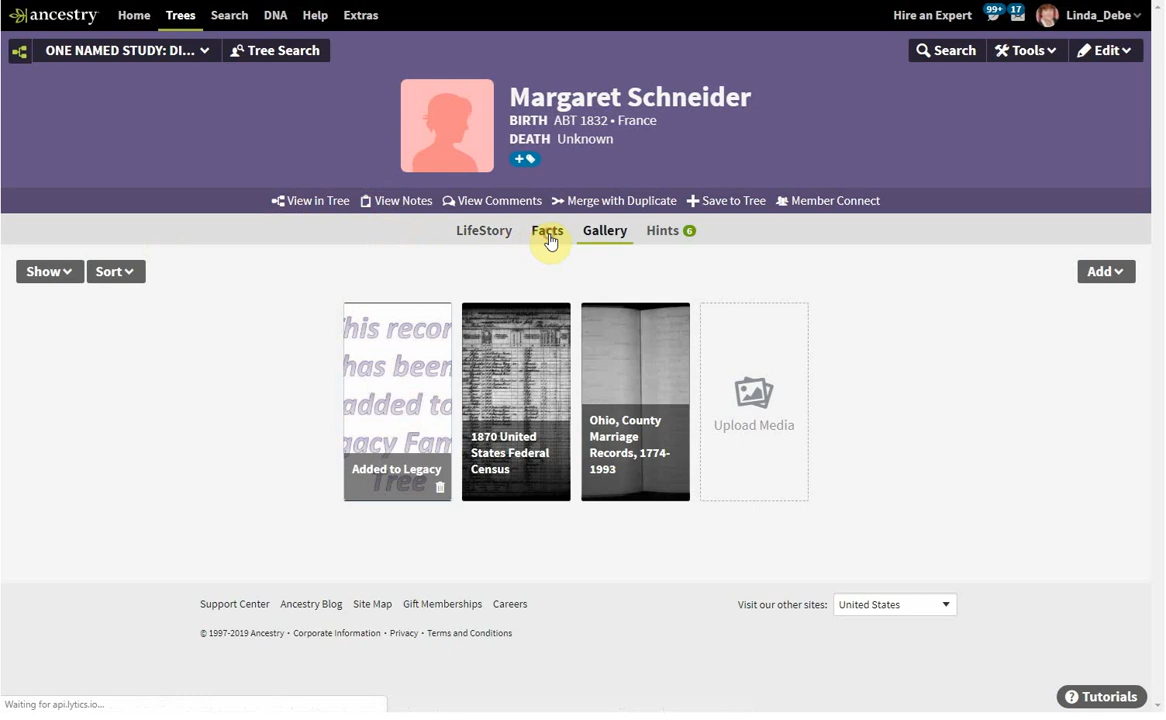 ancestry Home Trees Search DNA Help Extras Hire an Expert 99+ 17 Linda_Debe
ONE NAMED STUDY: DI... Tree Search Search Tools Edit
Margaret Schneider
BIRTH ABT 1832 • France
DEATH Unknown
+
View in Tree View Notes View Comments Merge with Duplicate Save to Tree Member Connect
LifeStory Facts Gallery Hints 6
Show Sort Add
This recor
has been
added to
gacy Fam
Tree
Added to Legacy
1870 United
States Federal
Census
Ohio, County
Marriage
Records, 1774-
1993
Upload Media
Support Center Ancestry Blog Site Map Gift Memberships Careers
Visit our other sites: United States
© 1997-2019 Ancestry • Corporate Information • Privacy • Terms and Conditions
? Tutorials
Waiting for api.lytics.io...